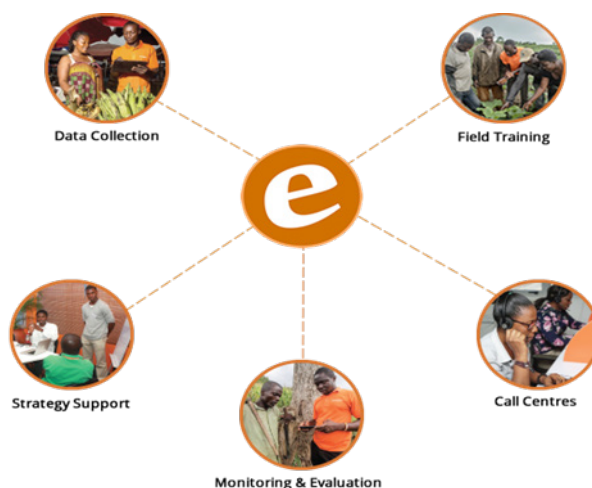 Data Collection
Field Training
e
Strategy Support
Call Centres
Monitoring & Evaluation